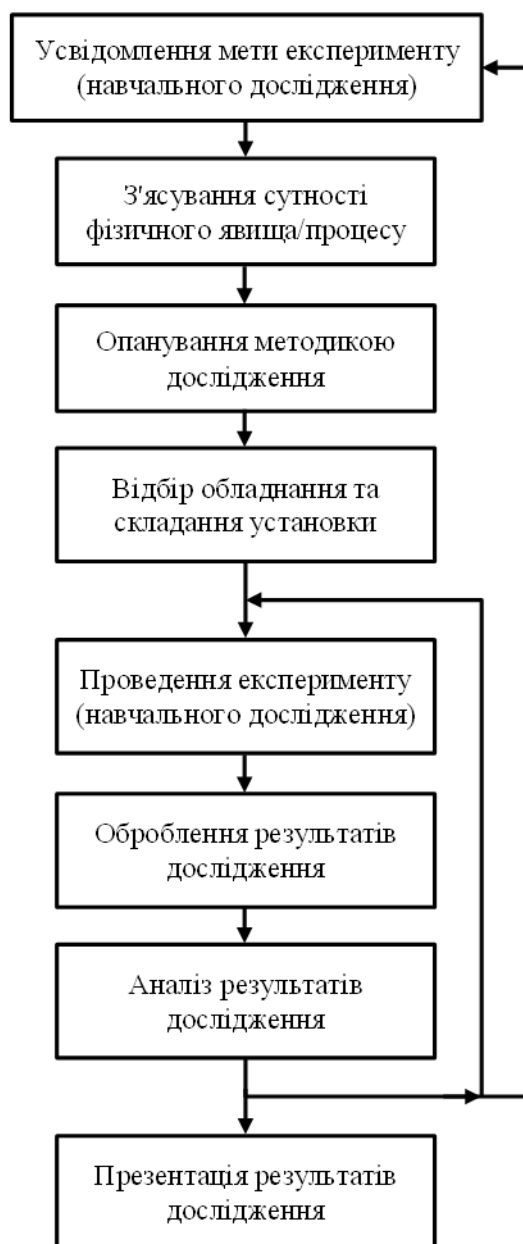 Усвідомлення мети експерименту
(навчального дослідження)
З'ясування сутності
фізичного явища/процесу
Опанування методикою
дослідження
Відбір обладнання та
складання установки
Проведення експерименту
(навчального дослідження)
Оброблення результатів
дослідження
Аналіз результатів
дослідження
Презентація результатів
дослідження